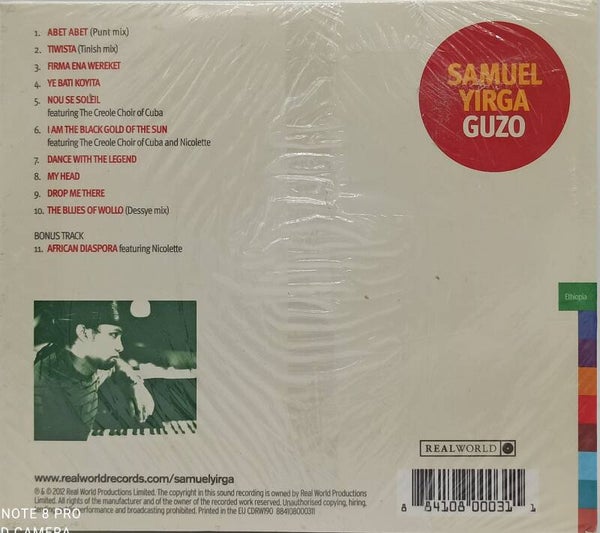 1. ABET ABET (Punt mix)
2. TIWISTA (Tinish mix)
3. FIRMA ENA WEREKET
4. YE BATI KOYITA
5. NOU SE SOLEIL
featuring The Creole Choir of Cuba
6. I AM THE BLACK GOLD OF THE SUN
featuring The Creole Choir of Cuba and Nicolette
7. DANCE WITH THE LEGEND
8. MY HEAD
9. DROP ME THERE
10. THE BLUES OF WOLLO (Dessye mix)
BONUS TRACK
11. AFRICAN DIASPORA featuring Nicolette
SAMUEL
YIRGA
GUZO
Ethiopia
REALWORLD
www.realworldrecords.com/samuelyirga
℗ & © 2012 Real World Productions Limited. The copyright in this sound recording is owned by Real World Productions
Limited. All rights of the manufacturer and of the owner of the recorded work reserved. Unauthorised copying, hiring,
performance and broadcasting prohibited. Printed in the EU CDRW190 884108000311
8 84108 00031 1
NOTE 8 PRO
D CAMERA